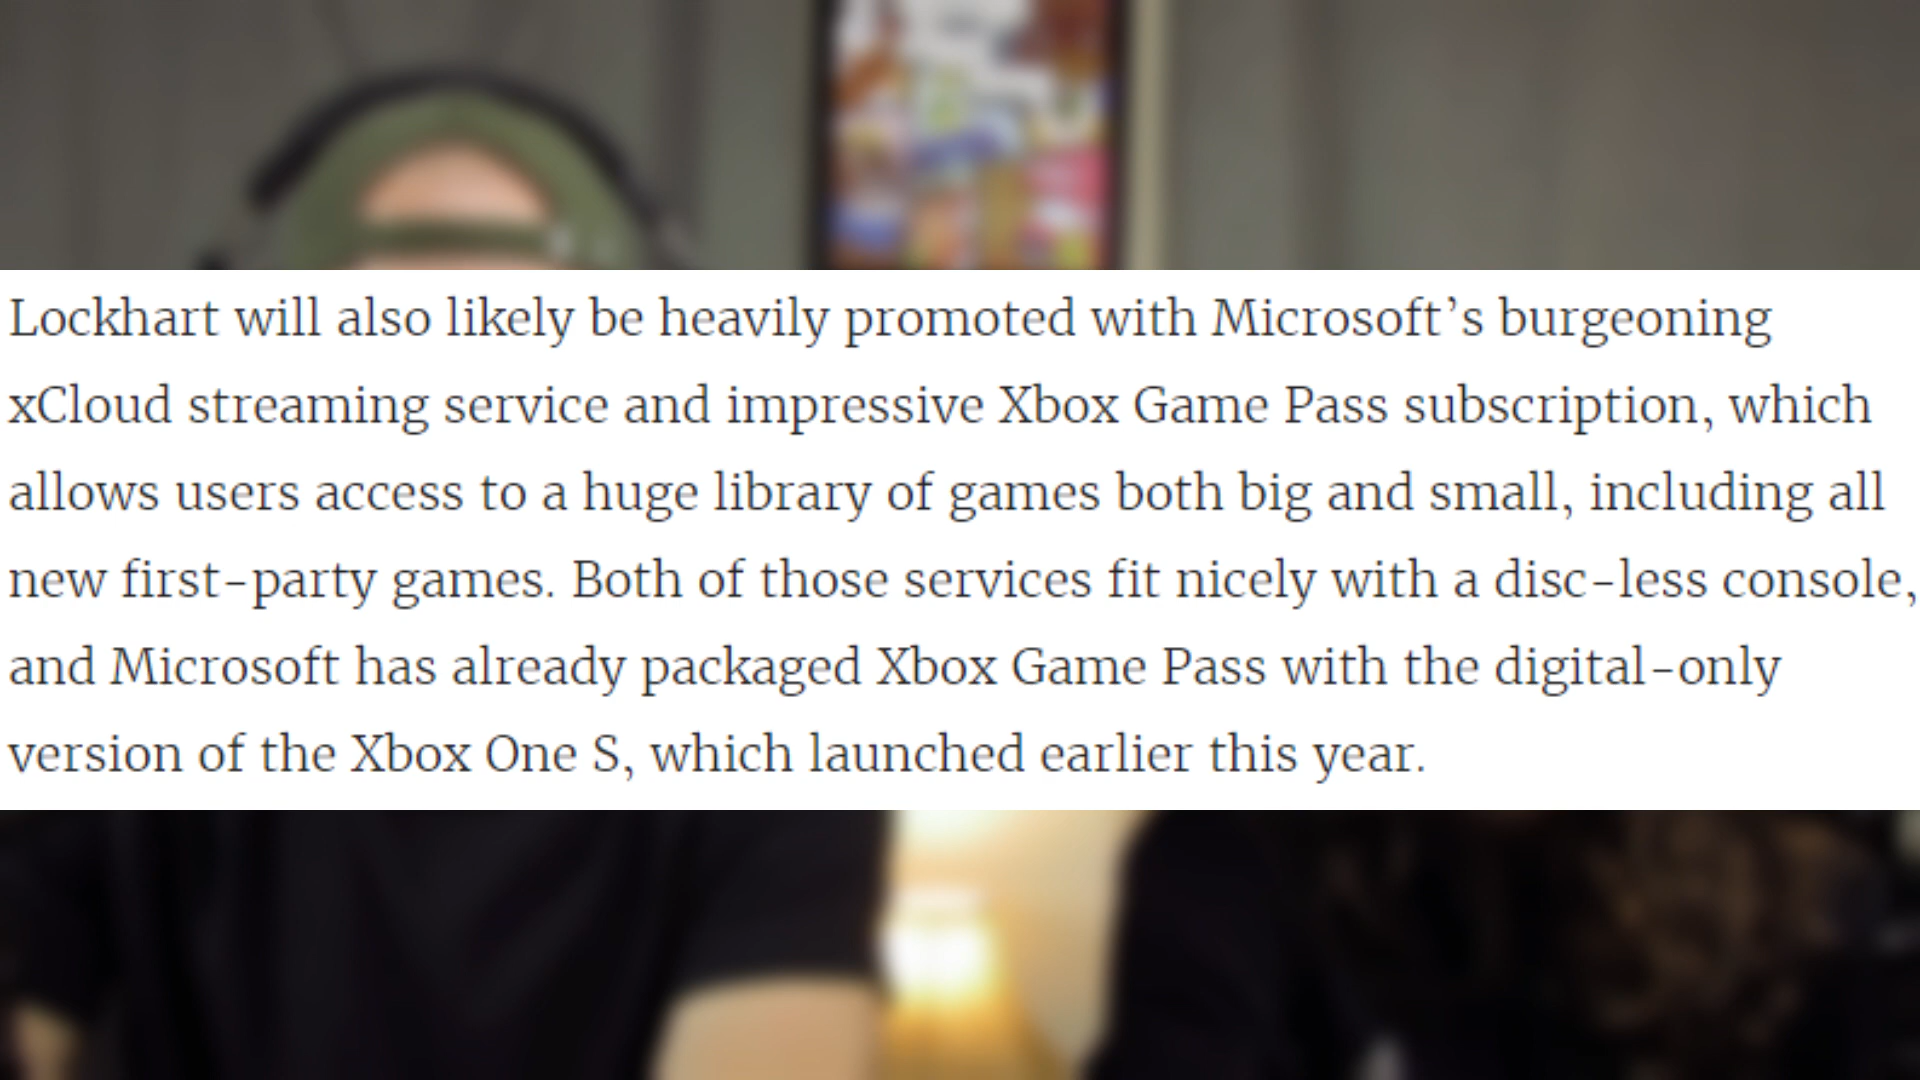 Lockhart will also likely be heavily promoted with Microsoft’s burgeoning
xCloud streaming service and impressive Xbox Game Pass subscription, which
allows users access to a huge library of games both big and small, including all
new first-party games. Both of those services fit nicely with a disc-less console,
and Microsoft has already packaged Xbox Game Pass with the digital-only
version of the Xbox One S, which launched earlier this year.